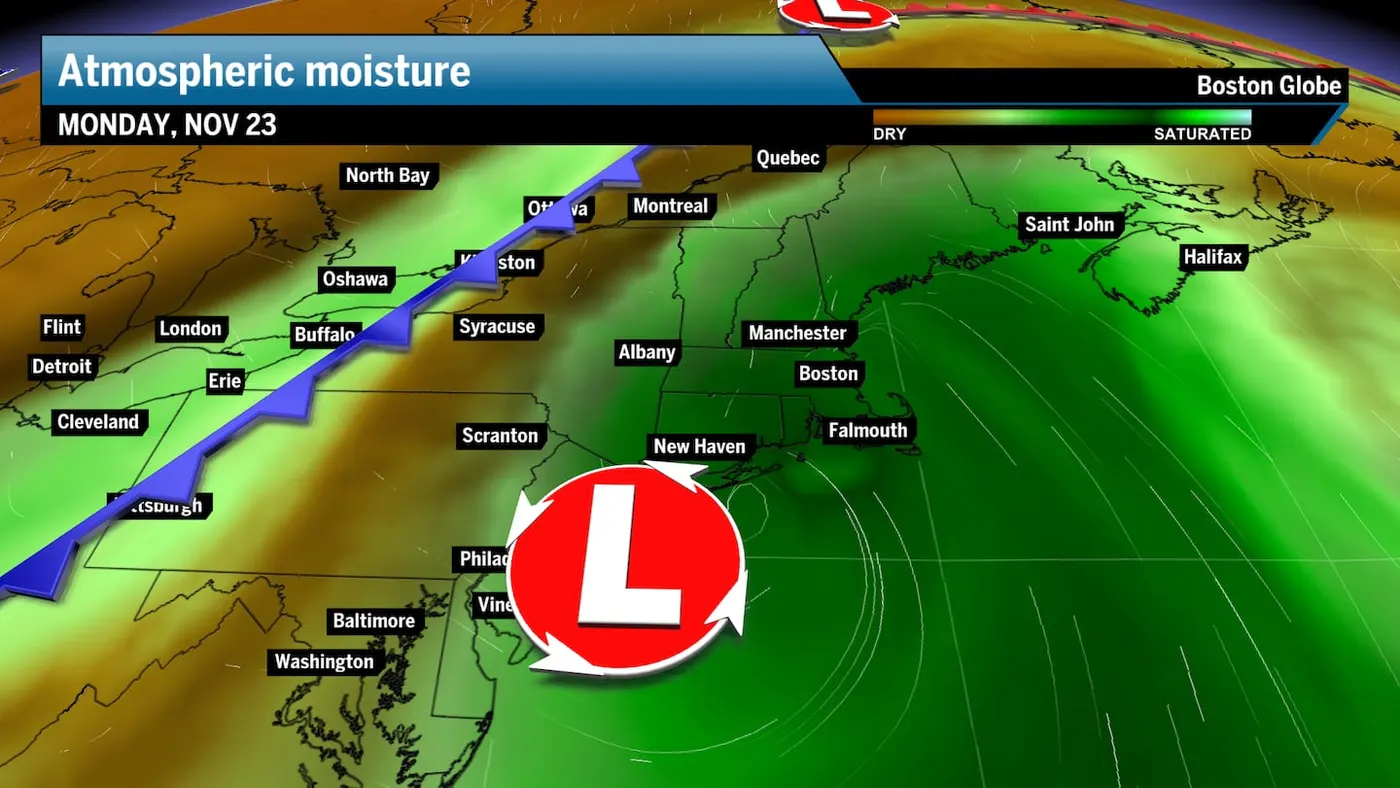 L
Atmospheric moisture
Boston Globe
MONDAY, NOV 23
DRY
SATURATED
Quebec
North Bay
Montreal
Saint John
Halifax
Oshawa
Flint
London
Buffalo
Syracuse
Manchester
Albany
Detroit
Boston
Erie
Cleveland
Scranton
Falmouth
New Haven
L
Baltimore
Washington